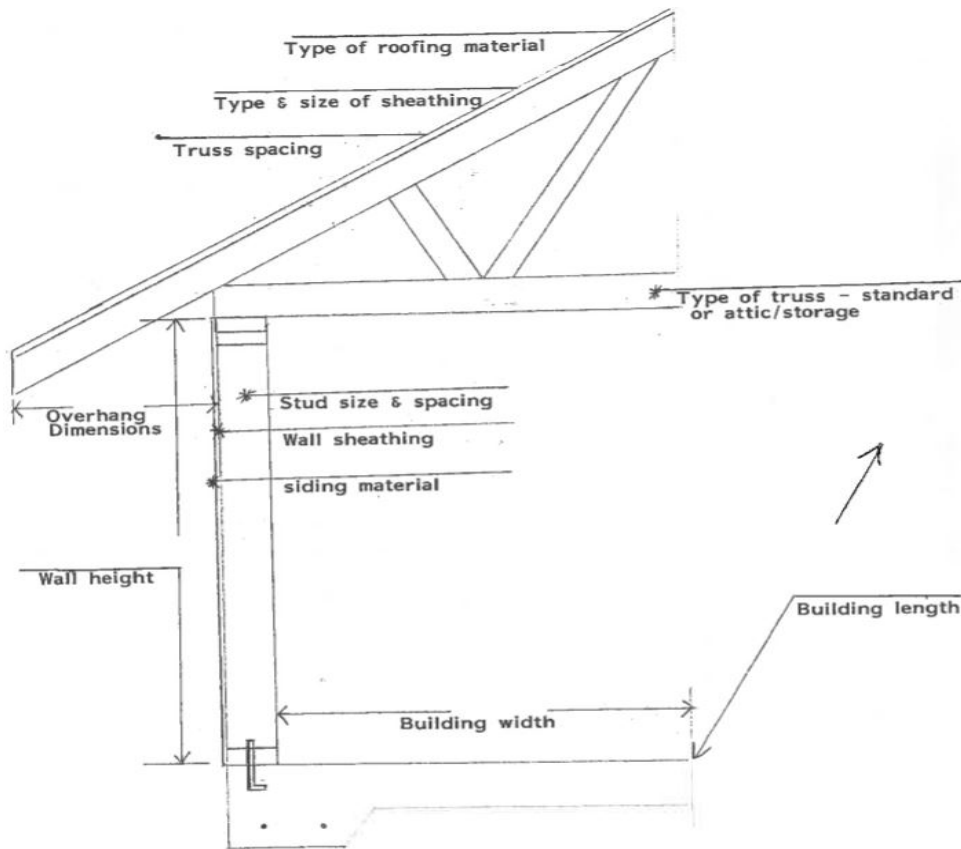 Type of roofing material
Type & size of sheathing
Truss spacing
Type of truss - standard
or attic/storage
Overhang
Dimensions
Stud size & spacing
Wall sheathing
siding material
Wall height
Building length
Building width